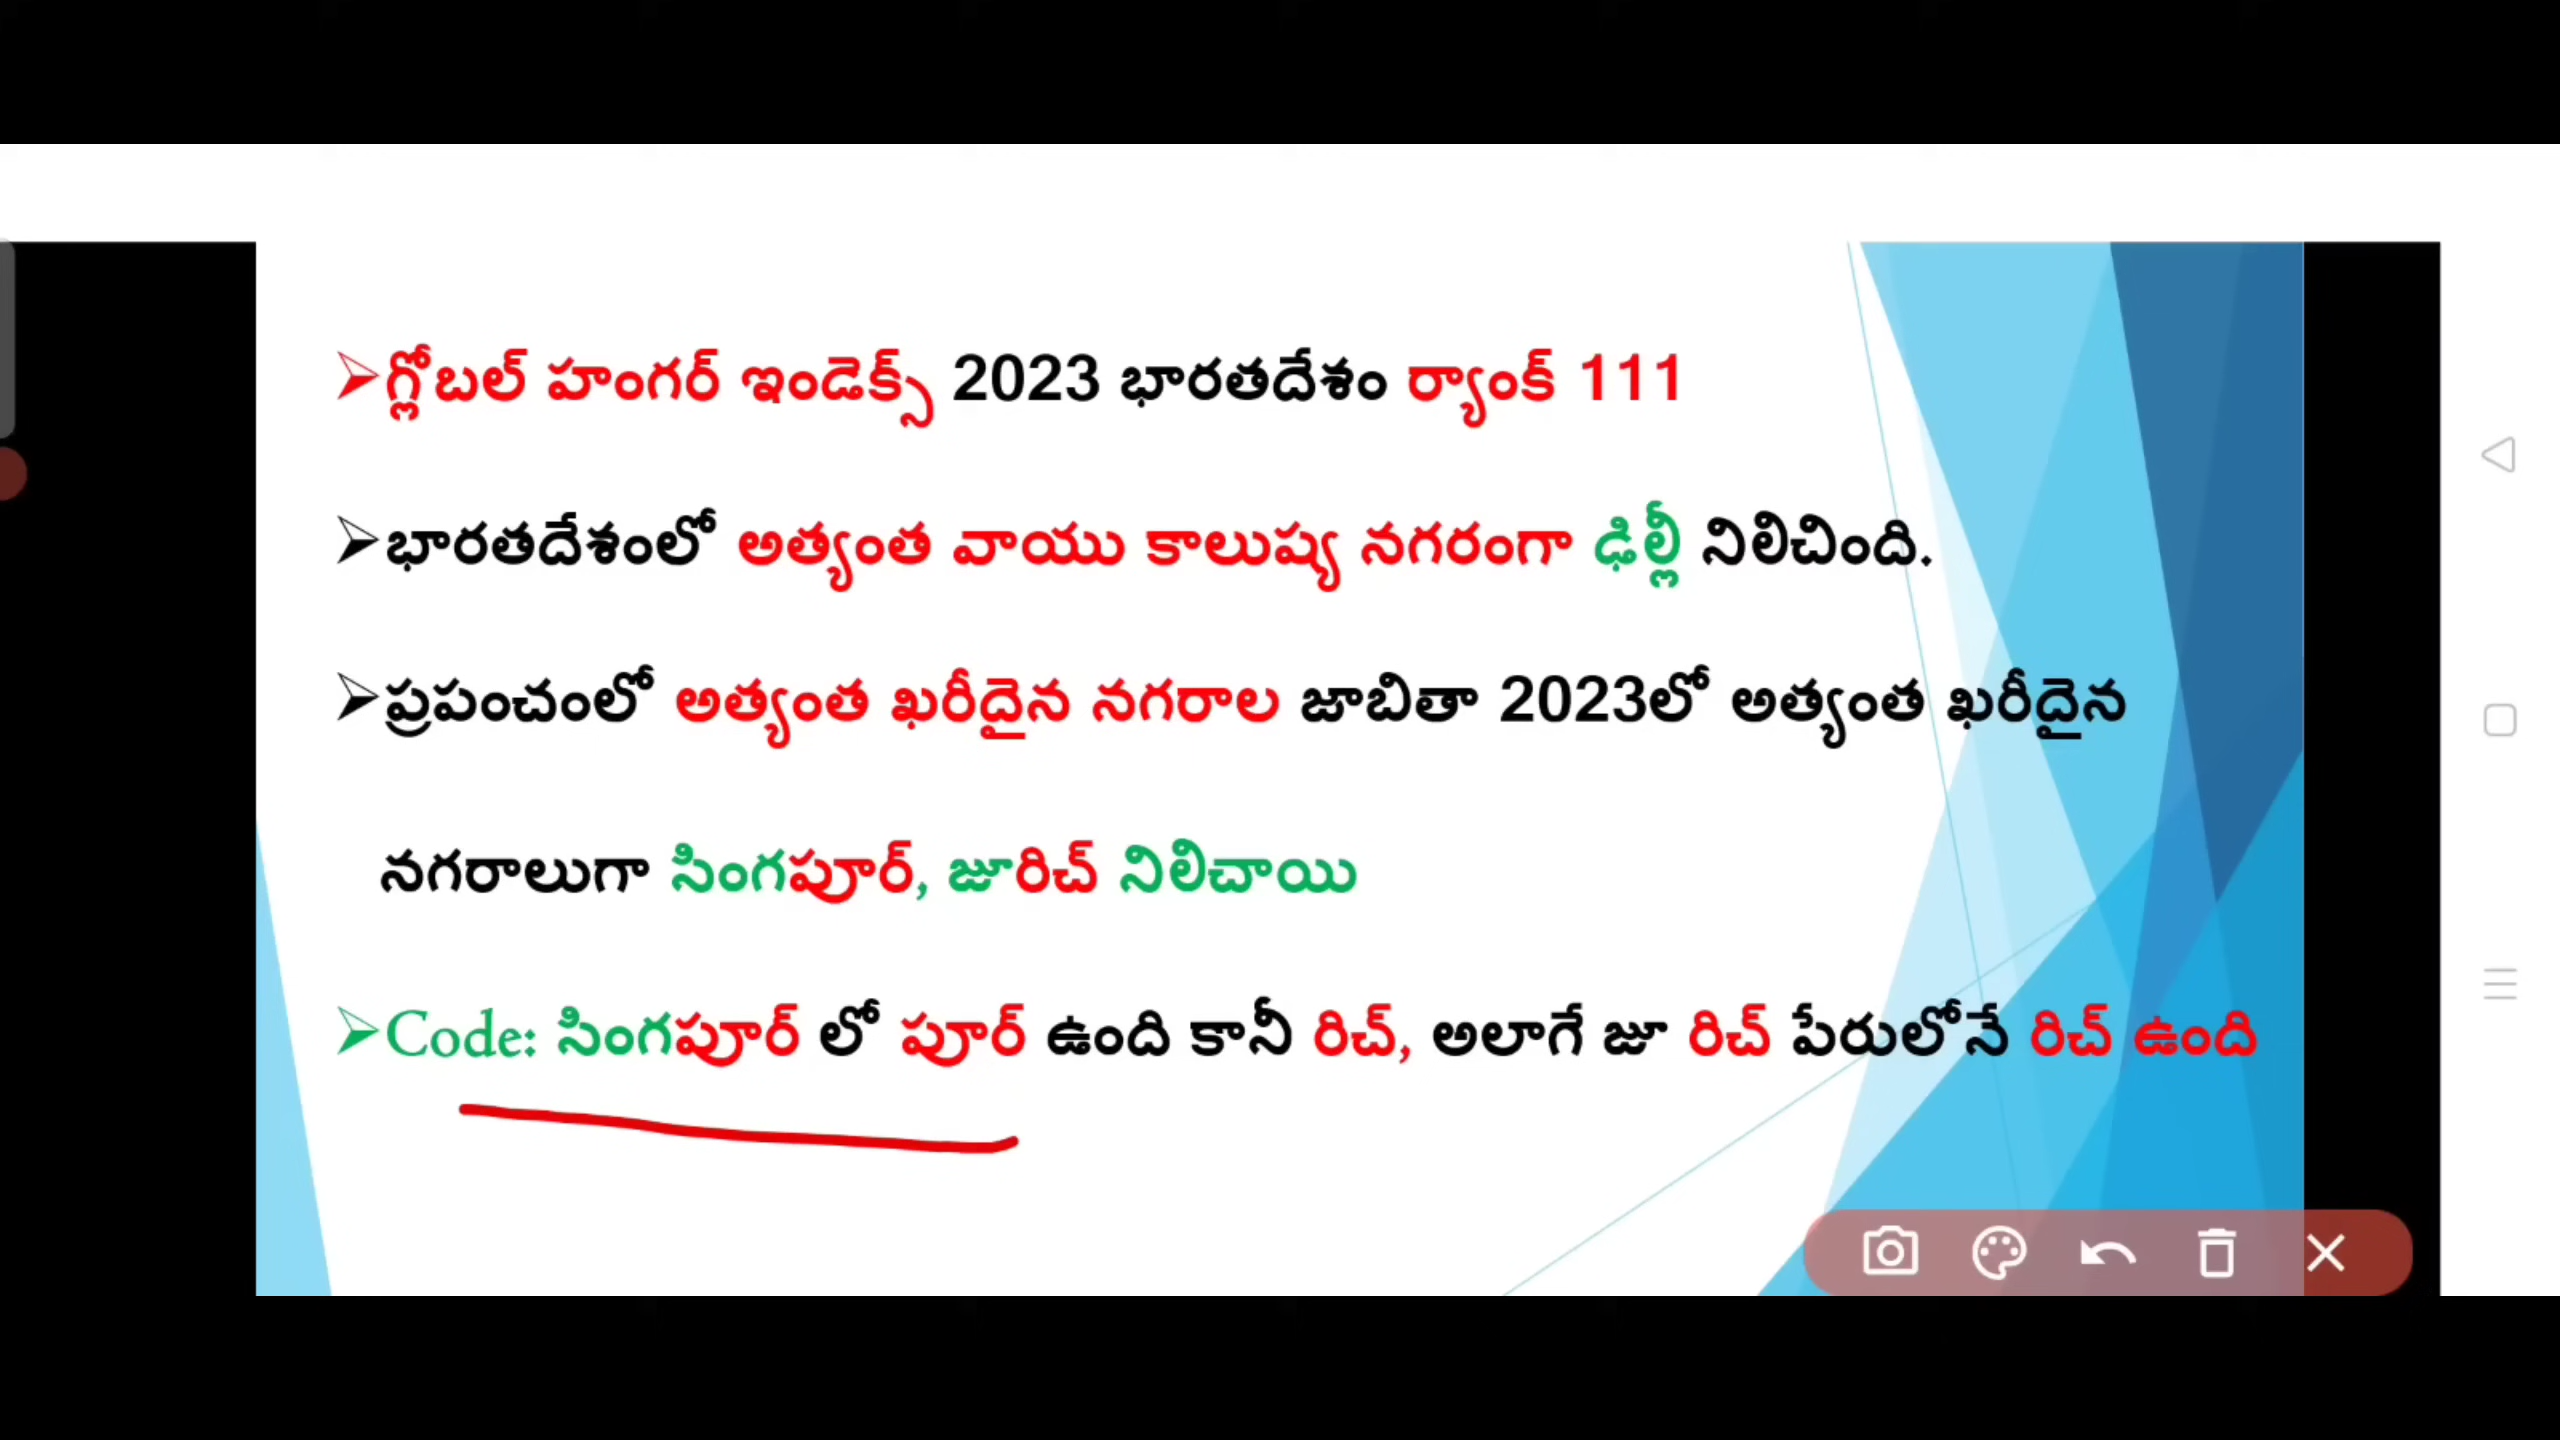 ➢గ్లోబల్ హంగర్ ఇండెక్స్ 2023 భారతదేశం ర్యాంక్ 111
➢భారతదేశంలో అత్యంత వాయు కాలుష్య నగరంగా ఢిల్లీ నిలిచింది.
➢ప్రపంచంలో అత్యంత ఖరీదైన నగరాల జాబితా 2023లో అత్యంత ఖరీదైన
నగరాలుగా సింగపూర్, జూరిచ్ నిలిచాయి
➢Code: సింగపూర్ లో పూర్ ఉంది కానీ రిచ్, అలాగే జూ రిచ్ పేరులోనే రిచ్ ఉంది